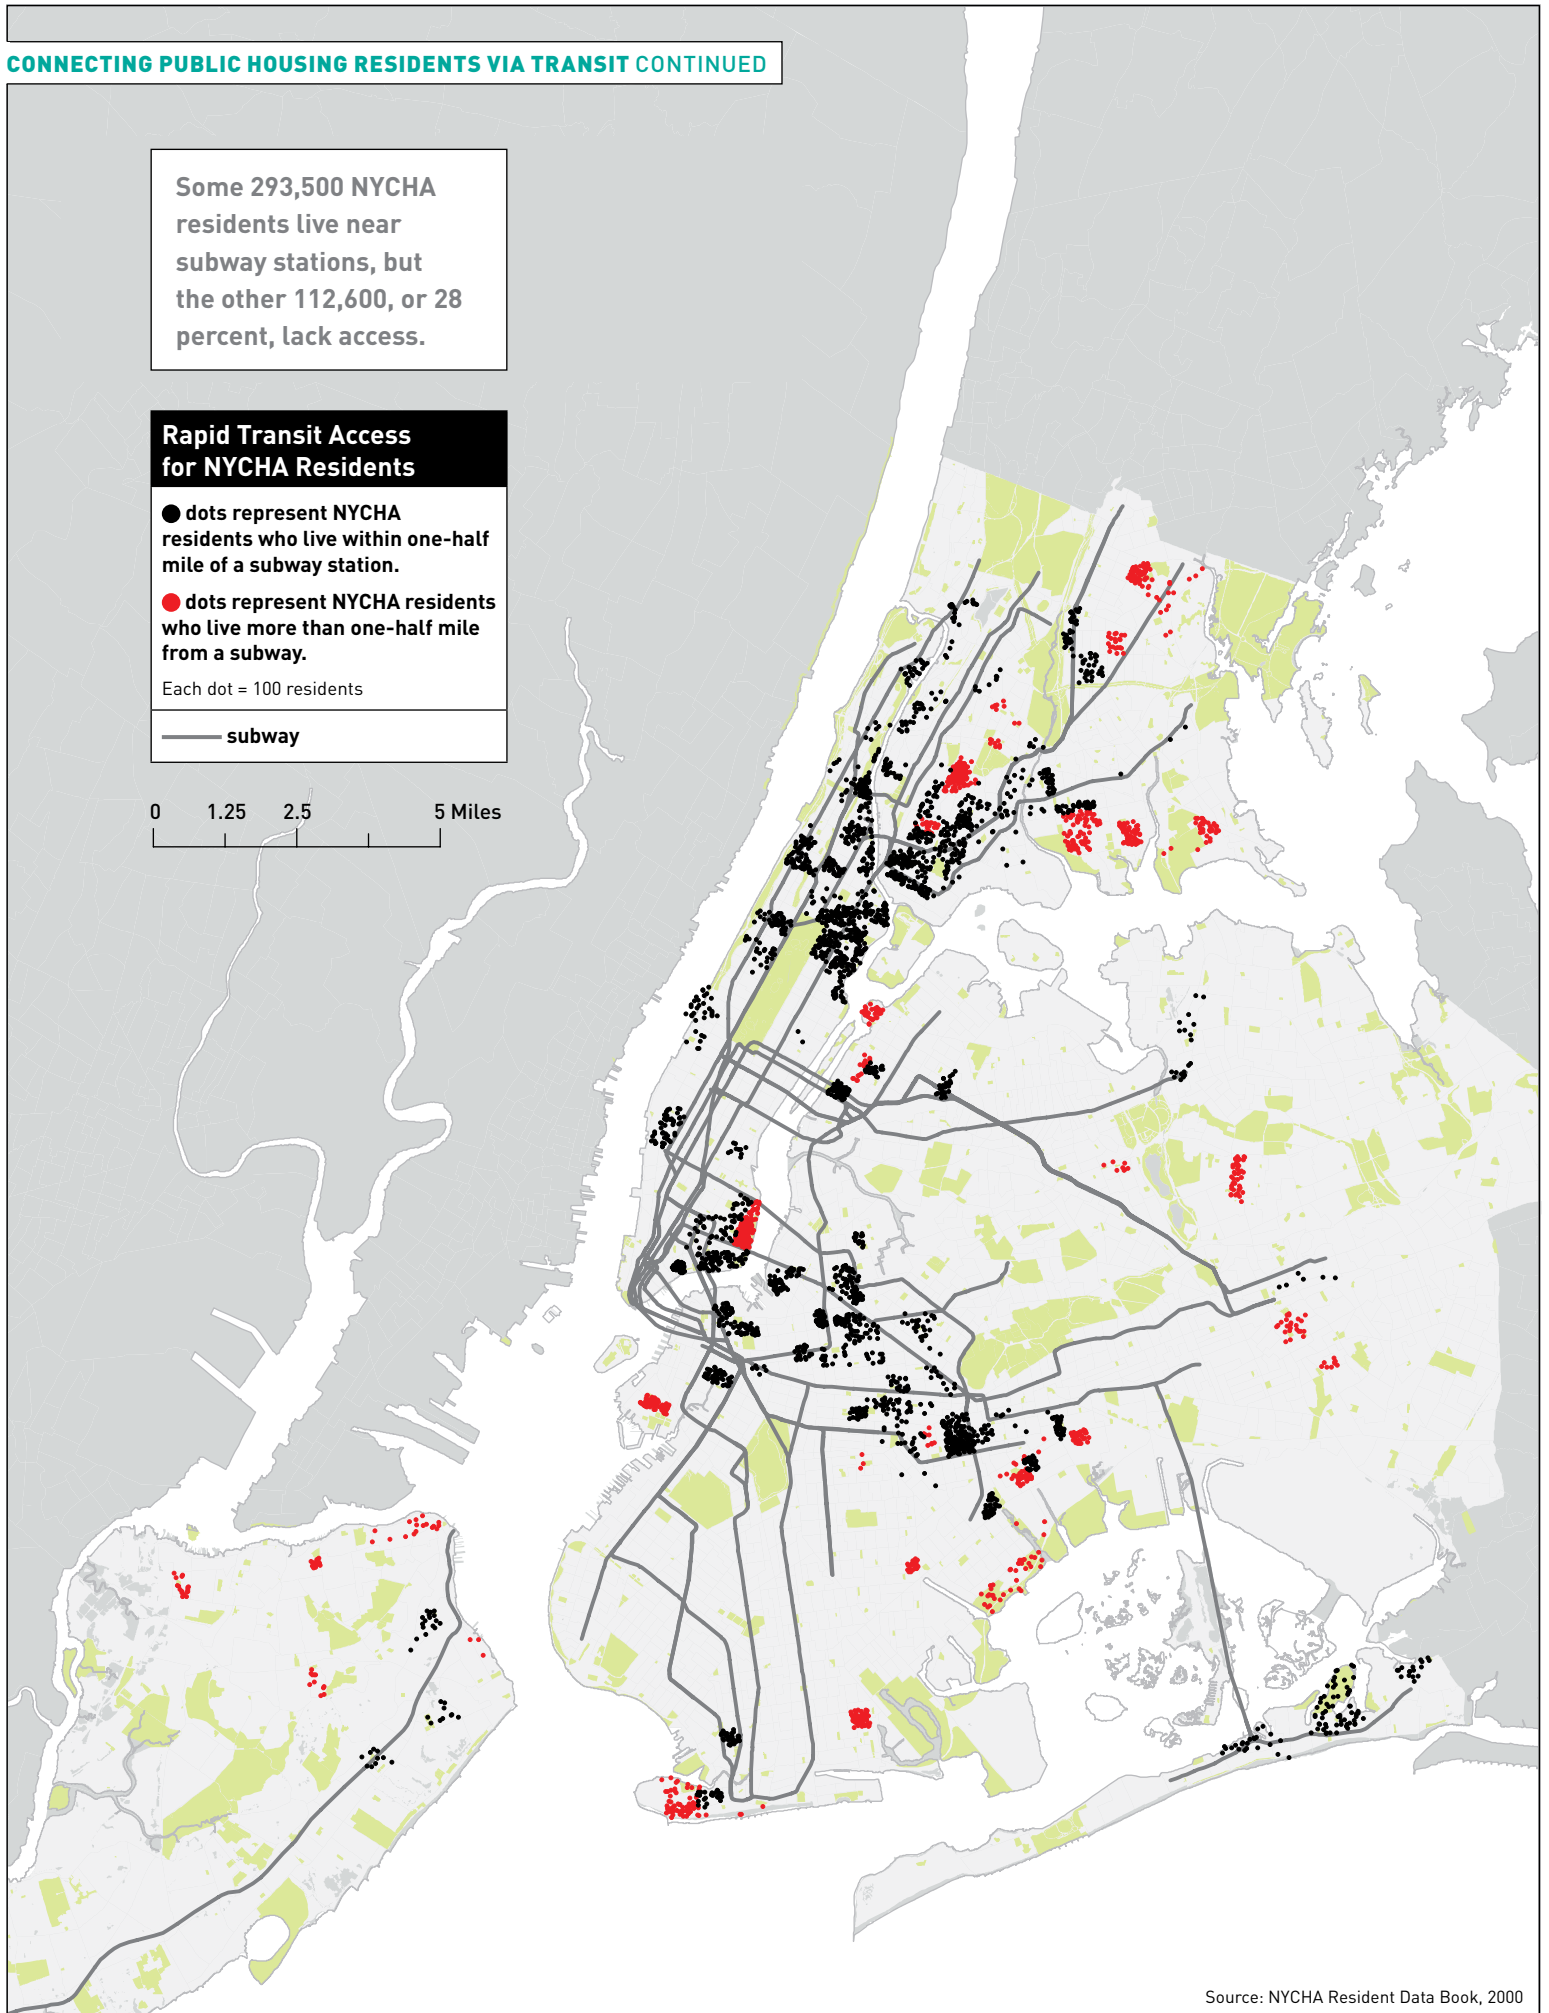 CONNECTING PUBLIC HOUSING RESIDENTS VIA TRANSIT CONTINUED
Some 293,500 NYCHA
residents live near
subway stations, but
the other 112,600, or 28
percent, lack access.
Rapid Transit Access
for NYCHA Residents
dots represent NYCHA
residents who live within one-half
mile of a subway station.
dots represent NYCHA residents
who live more than one-half mile
from a subway.
Each dot = 100 residents
subway
0 1.25 2.5 5 Miles
Source: NYCHA Resident Data Book, 2000